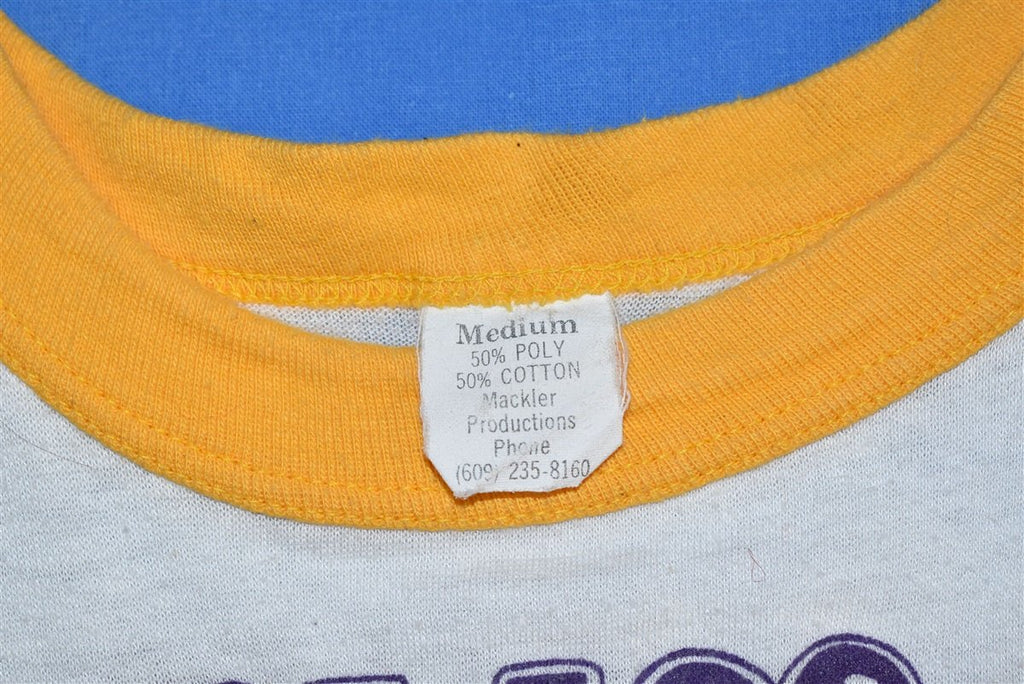 Medium
50% POLY
50% COTTON
Mackler
Productions
Phone
(609) 235-8160